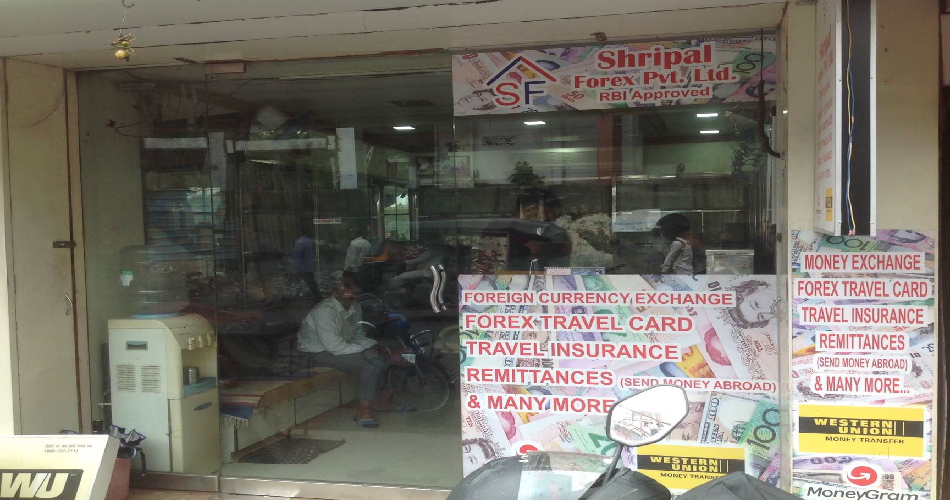 Shripal
Forex Pvt. Ltd.
RBI Approved
SF
FOREIGN CURRENCY EXCHANGE
FOREX TRAVEL CARD
TRAVEL INSURANCE
REMITTANCES (SEND MONEY ABROAD)
& MANY MORE
WESTERN
UNION
MONEY TRANSFER
MONEY EXCHANGE
FOREX TRAVEL CARD
TRAVEL INSURANCE
REMITTANCES
(SEND MONEY ABROAD)
& MANY MORE...
WESTERN
UNION
MONEY TRANSFER
MoneyGram
WU